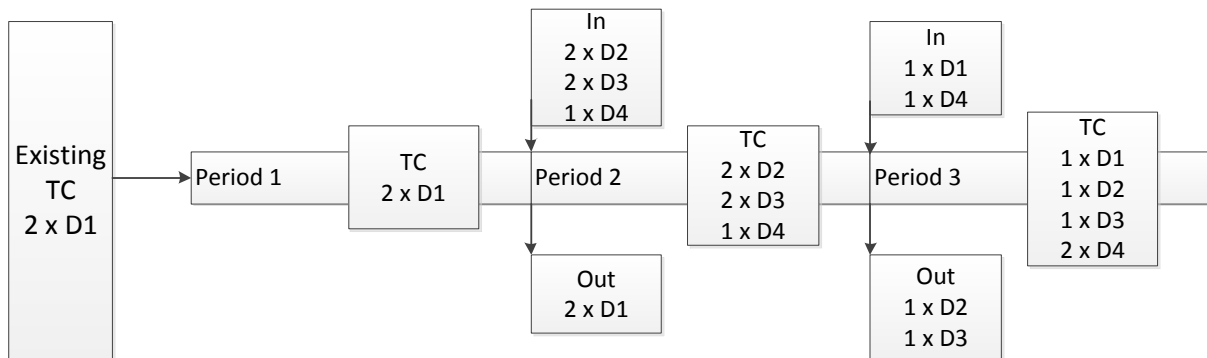 Existing
TC
2 x D1
Period 1
TC
2 x D1
In
2 x D2
2 x D3
1 x D4
Period 2
Out
2 x D1
TC
2 x D2
2 x D3
1 x D4
In
1 x D1
1 x D4
Period 3
Out
1 x D2
1 x D3
TC
1 x D1
1 x D2
1 x D3
2 x D4